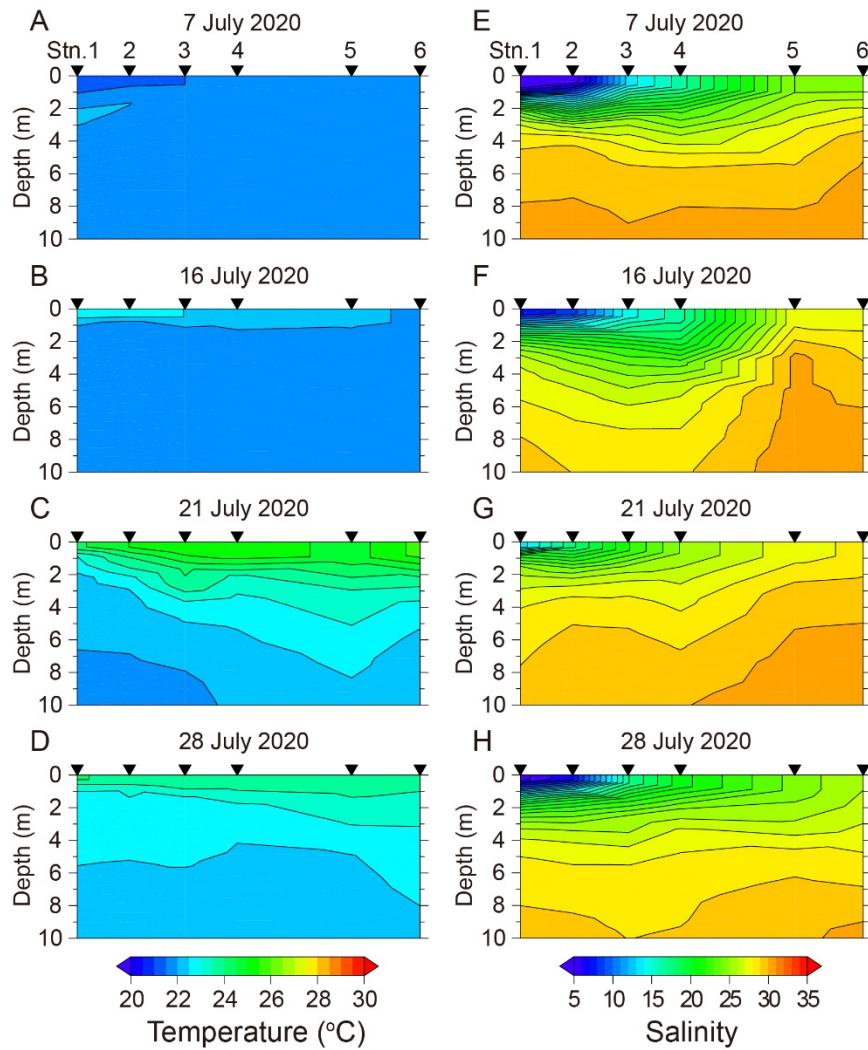 A 7 July 2020
Stn.1 2 3 4 5 6
0
2
4
6
8
10
Depth (m)
B 16 July 2020
0
2
4
6
8
10
Depth (m)
C 21 July 2020
0
2
4
6
8
10
Depth (m)
D 28 July 2020
0
2
4
6
8
10
Depth (m)
20 22 24 26 28 30
Temperature (°C)
E 7 July 2020
1 2 3 4 5 6
0
2
4
6
8
10
Depth (m)
F 16 July 2020
0
2
4
6
8
10
Depth (m)
G 21 July 2020
0
2
4
6
8
10
Depth (m)
H 28 July 2020
0
2
4
6
8
10
Depth (m)
5 10 15 20 25 30 35
Salinity